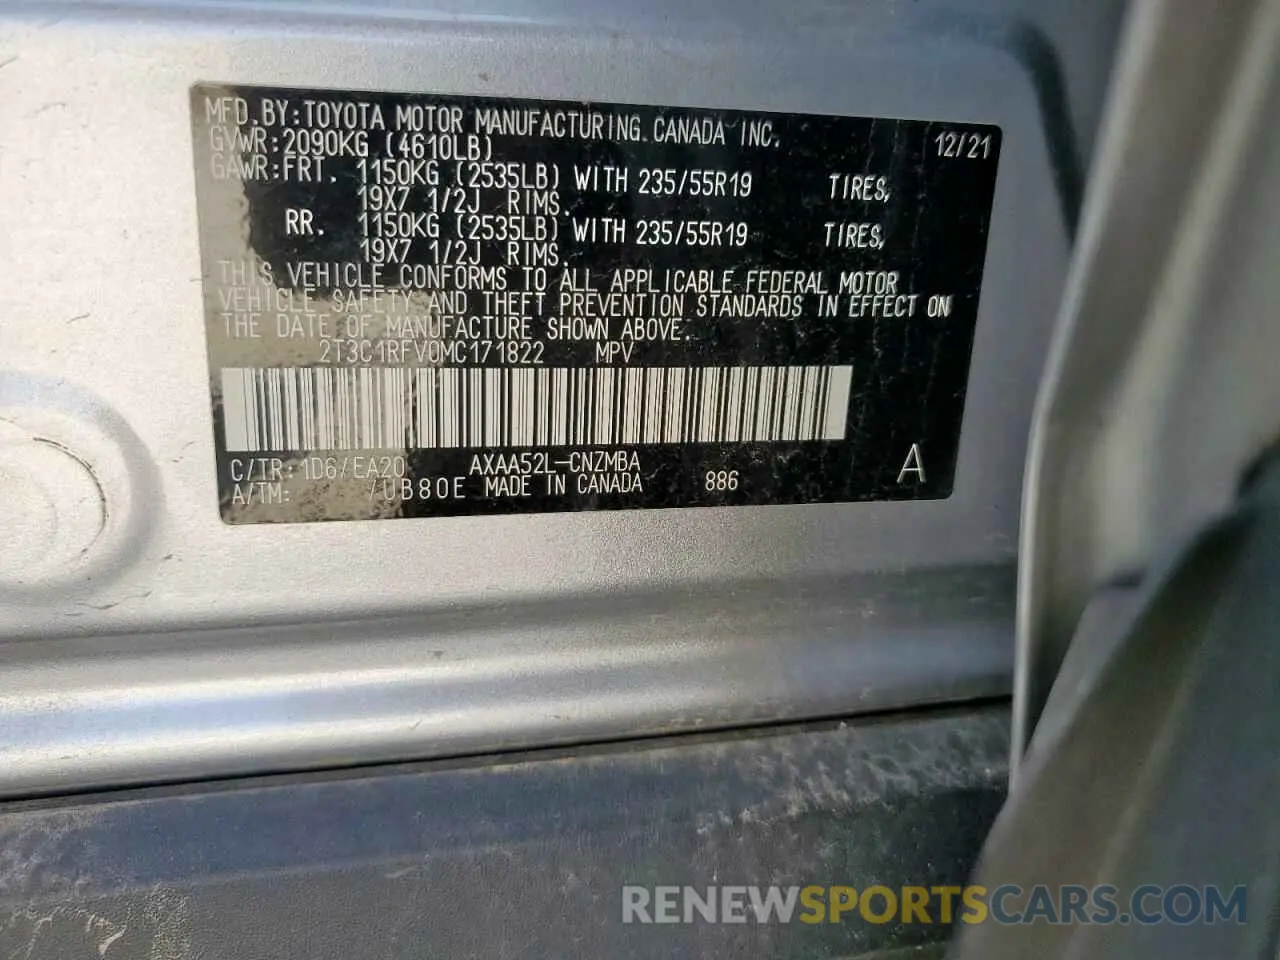 MFD.BY:TOYOTA MOTOR MANUFACTURING CANADA INC. 12/21
GVWR:2090KG (4610LB)
GAWR:FRT. 1150KG (2535LB) WITH 235/55R19 TIRES,
19X7 1/2J RIMS.
RR. 1150KG (2535LB) WITH 235/55R19 TIRES,
19X7 1/2J RIMS.
THIS VEHICLE CONFORMS TO ALL APPLICABLE FEDERAL MOTOR
VEHICLE SAFETY AND THEFT PREVENTION STANDARDS IN EFFECT ON
THE DATE OF MANUFACTURE SHOWN ABOVE.
2T3C1RFV0MC171822 MPV
C/TR:1D6/EA20 AXAA52L-CNZMBA 886 A
A/TM: /UB80E MADE IN CANADA
RENEWSPORTSCARS.COM